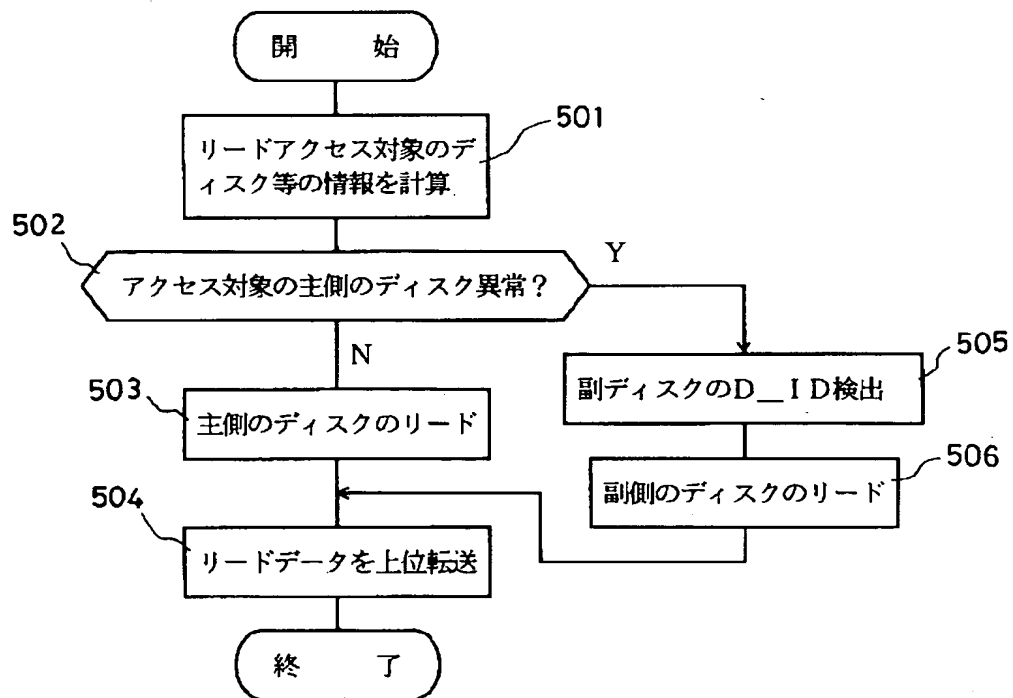 開 始
501
リードアクセス対象のデ
ィスク等の情報を計算
502
アクセス対象の主側のディスク異常?
Y
N
503
主側のディスクのリード
505
副ディスクのD__ID検出
506
副側のディスクのリード
504
リードデータを上位転送
終 了